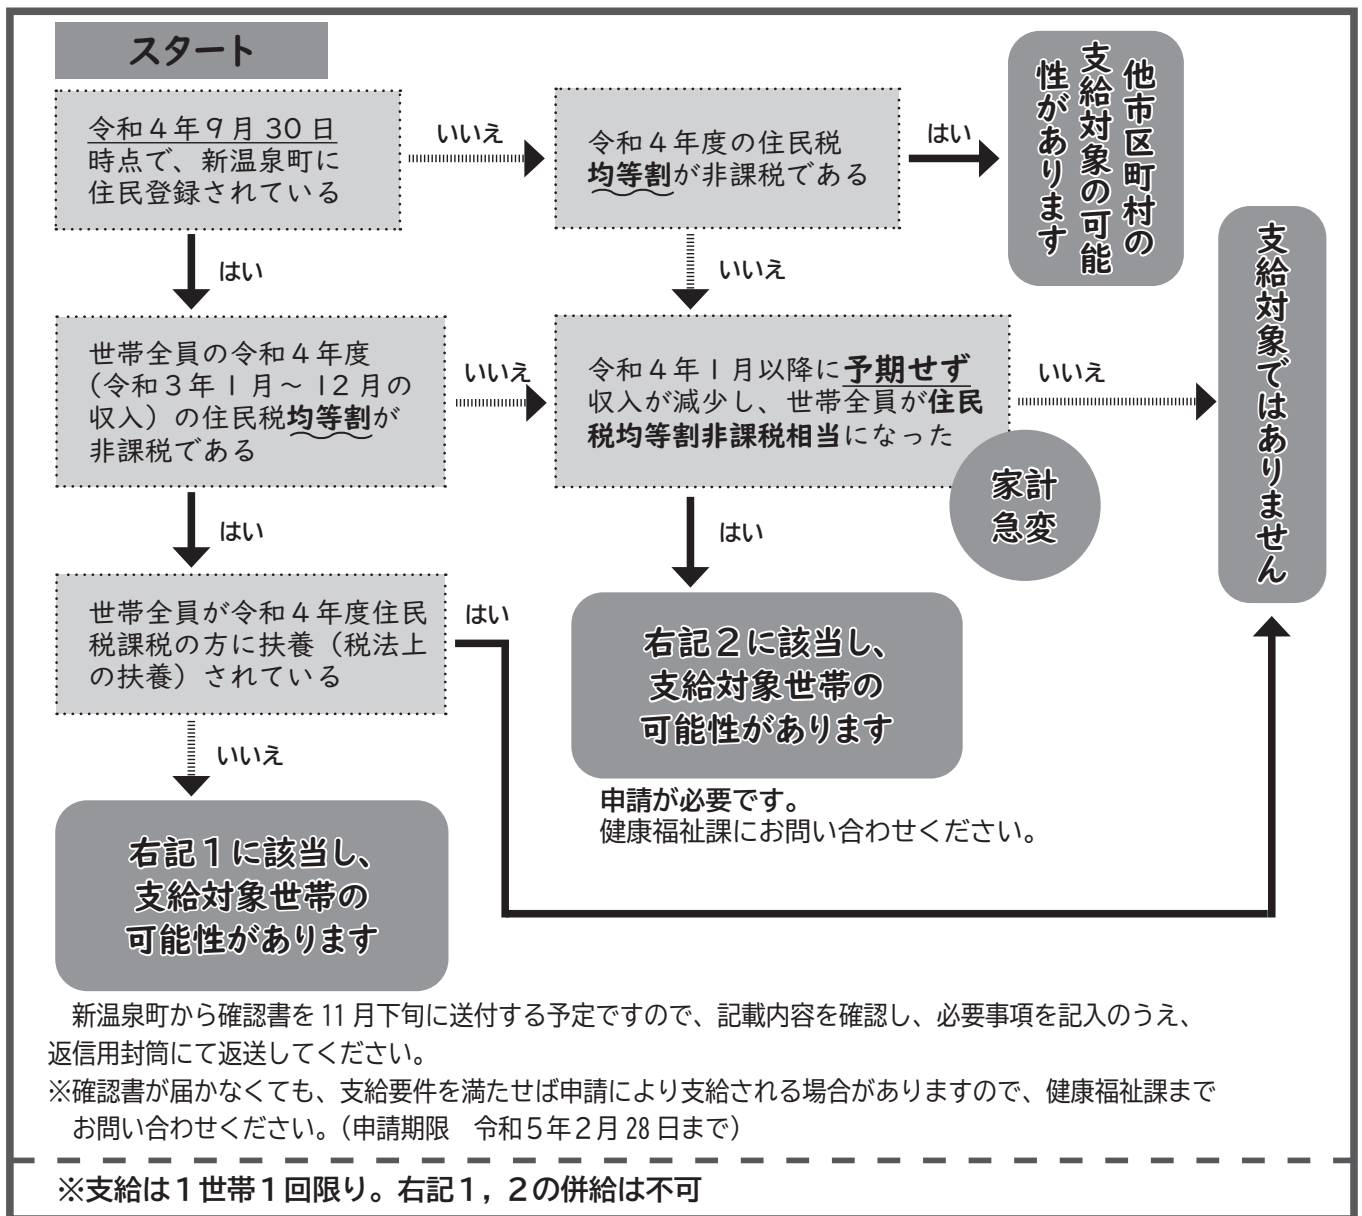 スタート
令和４年９月30日
時点で、新温泉町に
住民登録されている
いいえ
令和４年度の住民税
均等割が非課税である
はい
他市区町村の
支給対象の可能
性があります
はい
いいえ
世帯全員の令和４年度
（令和３年１月～12月の
収入）の住民税均等割が
非課税である
いいえ
令和４年１月以降に予期せず
収入が減少し、世帯全員が住民
税均等割非課税相当になった
家計
急変
いいえ
支給対象ではありません
はい
はい
世帯全員が令和４年度住民
税課税の方に扶養（税法上
の扶養）されている
はい
右記２に該当し、
支給対象世帯の
可能性があります
申請が必要です。
健康福祉課にお問い合わせください。
いいえ
右記１に該当し、
支給対象世帯の
可能性があります
新温泉町から確認書を11月下旬に送付する予定ですので、記載内容を確認し、必要事項を記入のうえ、
返信用封筒にて返送してください。
※確認書が届かなくても、支給要件を満たせば申請により支給される場合がありますので、健康福祉課まで
お問い合わせください。（申請期限　令和５年２月28日まで）
※支給は１世帯１回限り。右記１，２の併給は不可